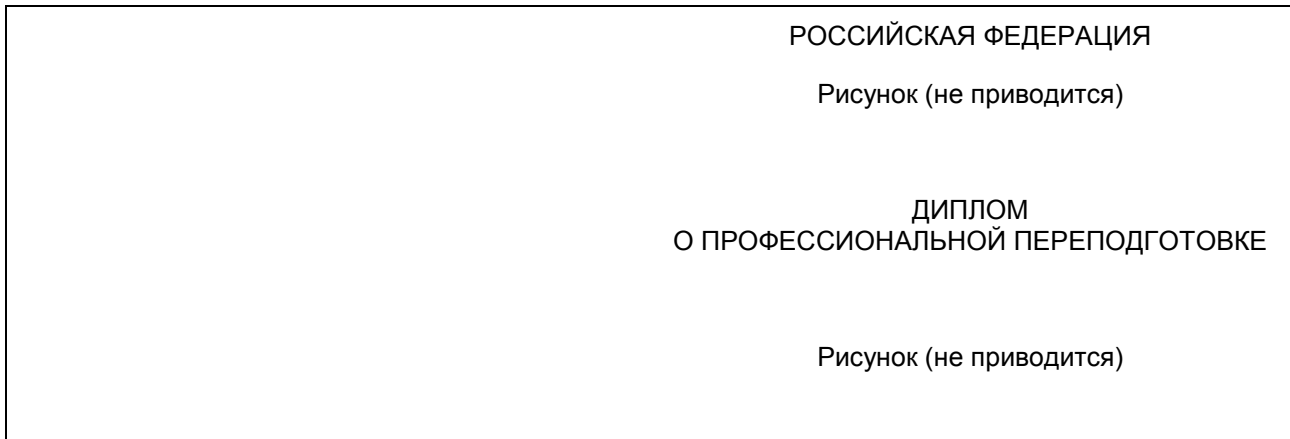 РОССИЙСКАЯ ФЕДЕРАЦИЯ
Рисунок (не приводится)
ДИПЛОМ
О ПРОФЕССИОНАЛЬНОЙ ПЕРЕПОДГОТОВКЕ
Рисунок (не приводится)